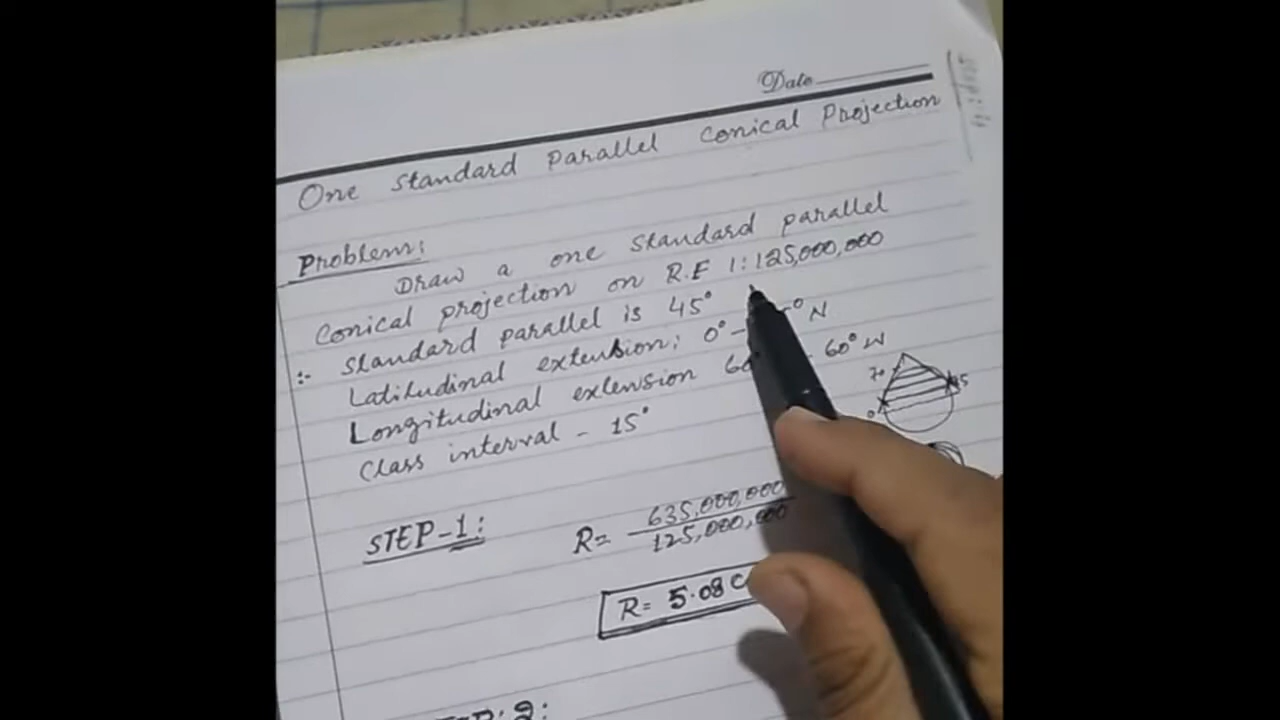 Date
One Standard Parallel Conical Projection
Problem:
Draw a one standard parallel
Conical projection on R.F 1:125,000,000
:- Standard parallel is 45°
Latitudinal extension: 0° - ° N
Longitudinal extension 60° W
Class interval - 15°
70
45
0
STEP-1:
R= 635,000,000
125,000,000
R= 5.08
2: